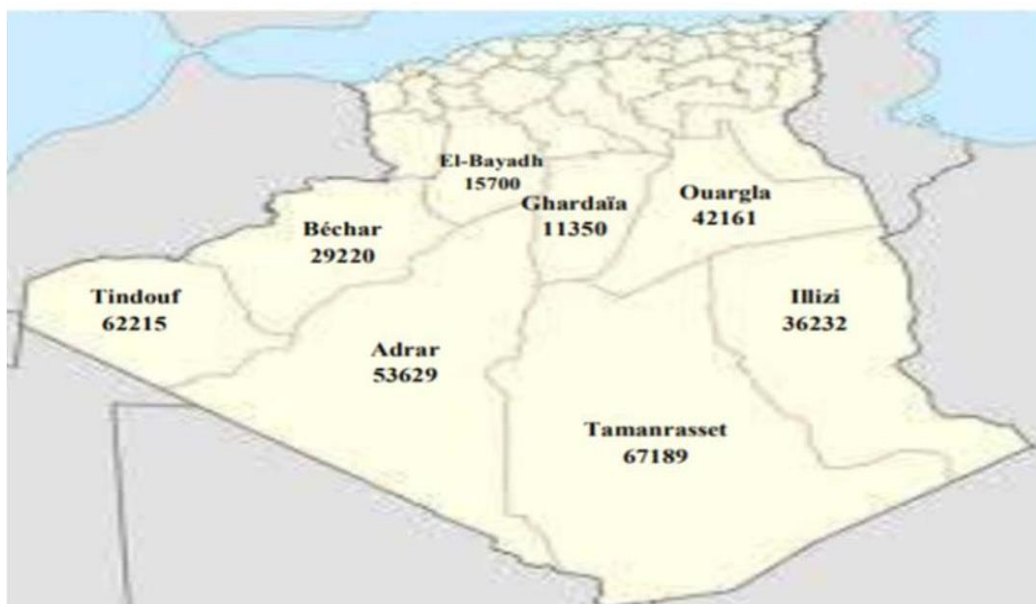 El-Bayadh
15700
Ghardaïa
11350
Ouargla
42161
Béchar
29220
Tindouf
62215
Illizi
36232
Adrar
53629
Tamanrasset
67189